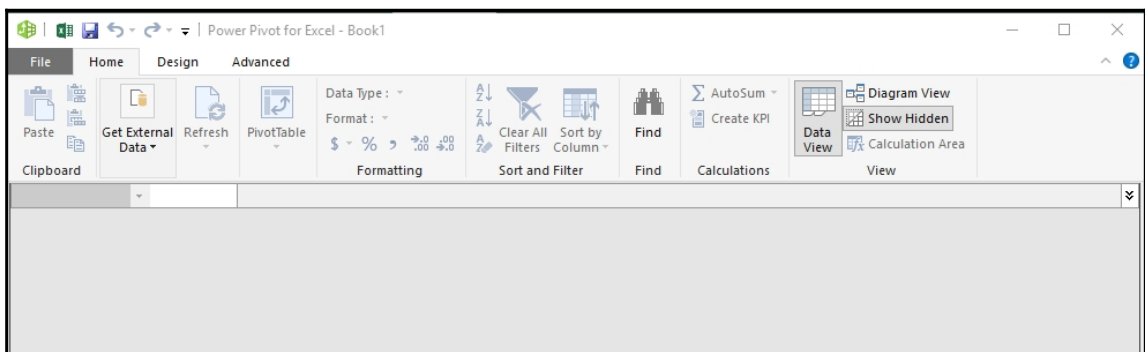 Power Pivot for Excel - Book1
File Home Design Advanced
Paste
Clipboard
Get External
Data
Refresh
PivotTable
Data Type :
Format :
$ % , .00 .00
Formatting
Clear All
Filters
Sort by
Column
Sort and Filter
Find
Find
AutoSum
Create KPI
Calculations
Data
View
Diagram View
Show Hidden
Calculation Area
View